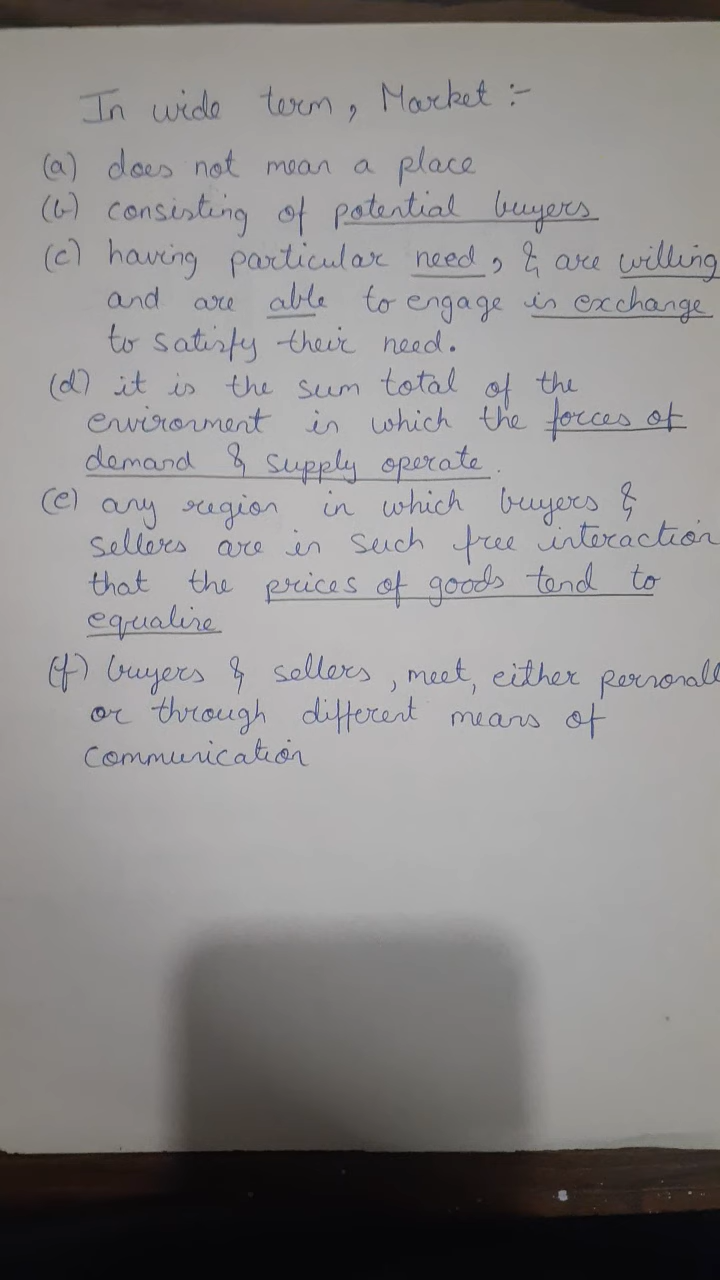 In wide term, Market :-
(a) does not mean a place
(b) consisting of potential buyers
(c) having particular need, & are willing
and are able to engage in exchange
to satisfy their need.
(d) it is the sum total of the
environment in which the forces of
demand & supply operate.
(e) any region in which buyers &
sellers are in such free interaction
that the prices of goods tend to
equalize
(f) buyers & sellers, meet, either personall
or through different means of
communication